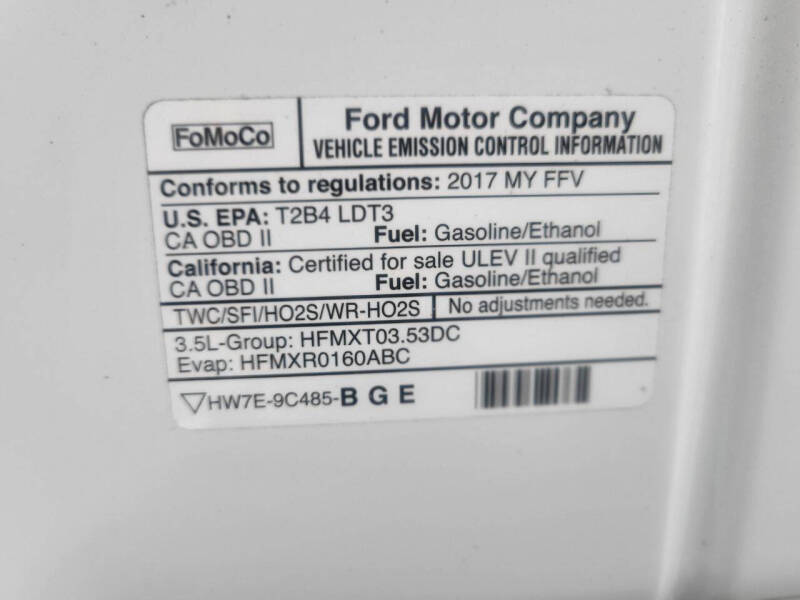 FoMoCo
Ford Motor Company
VEHICLE EMISSION CONTROL INFORMATION
Conforms to regulations: 2017 MY FFV
U.S. EPA: T2B4 LDT3
CA OBD II Fuel: Gasoline/Ethanol
California: Certified for sale ULEV II qualified
CA OBD II Fuel: Gasoline/Ethanol
TWC/SFI/HO2S/WR-HO2S No adjustments needed.
3.5L-Group: HFMXT03.53DC
Evap: HFMXR0160ABC
▽HW7E-9C485-B G E